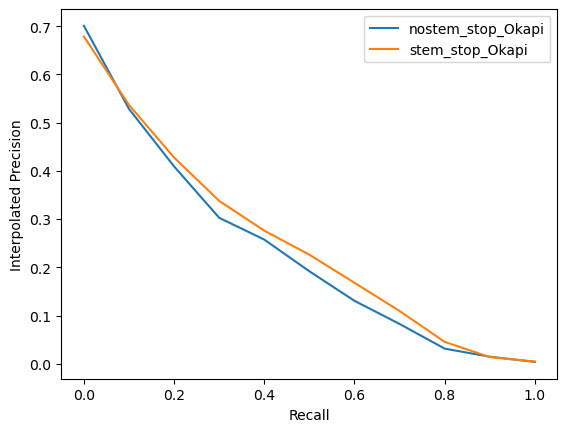 0.7
0.6
0.5
0.4
0.3
0.2
0.1
0.0
Interpolated Precision
nostem_stop_Okapi
stem_stop_Okapi
0.0 0.2 0.4 0.6 0.8 1.0
Recall